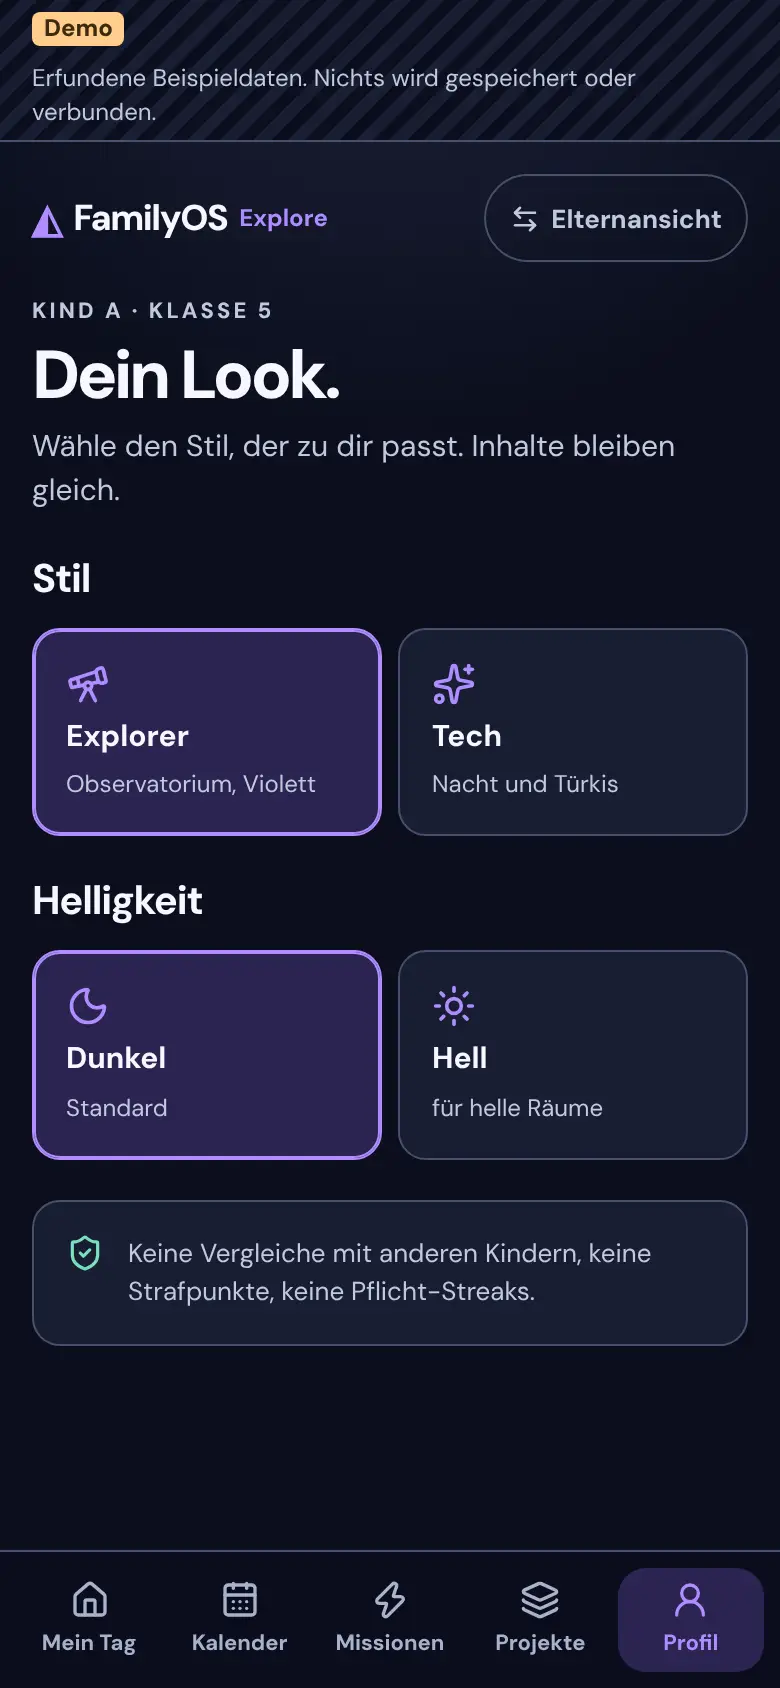 Demo
Erfundene Beispieldaten. Nichts wird gespeichert oder
verbunden.
FamilyOS Explore
Elternansicht
KIND A · KLASSE 5
Dein Look.
Wähle den Stil, der zu dir passt. Inhalte bleiben
gleich.
Stil
Explorer
Observatorium, Violett
Tech
Nacht und Türkis
Helligkeit
Dunkel
Standard
Hell
für helle Räume
Keine Vergleiche mit anderen Kindern, keine
Strafpunkte, keine Pflicht-Streaks.
Mein Tag
Kalender
Missionen
Projekte
Profil